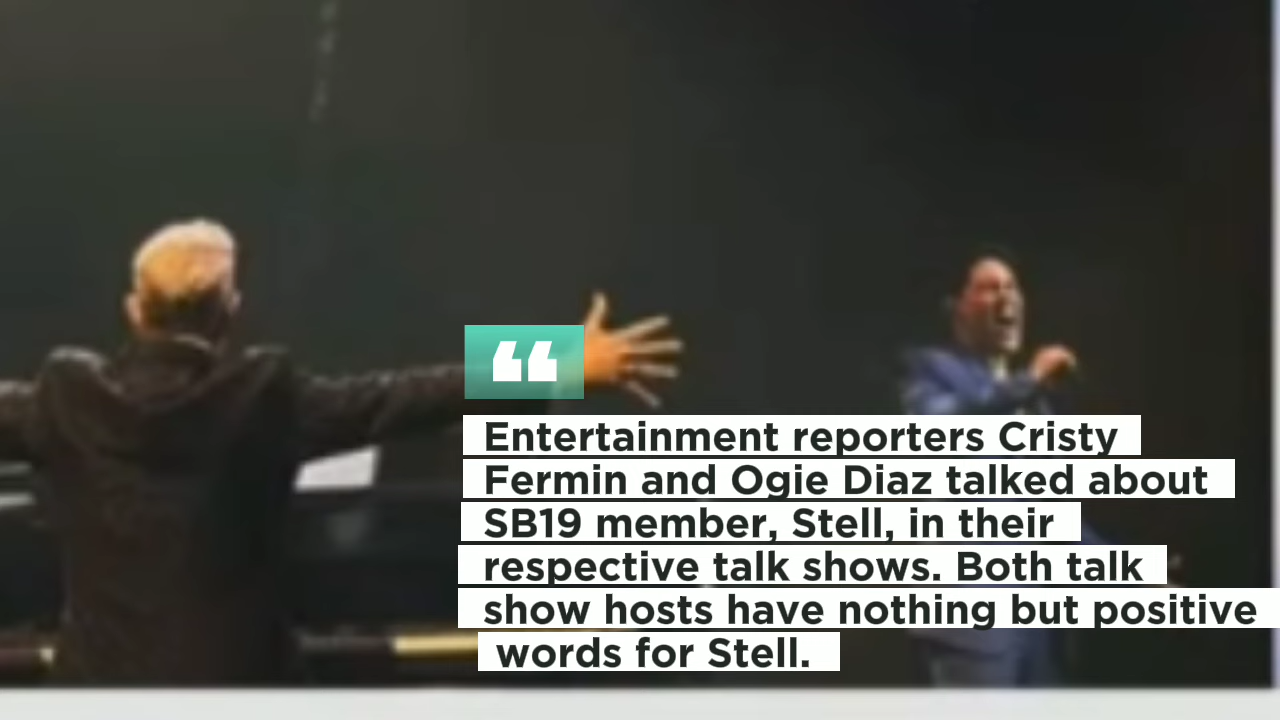 “
Entertainment reporters Cristy
Fermin and Ogie Diaz talked about
SB19 member, Stell, in their
respective talk shows. Both talk
show hosts have nothing but positive
words for Stell.